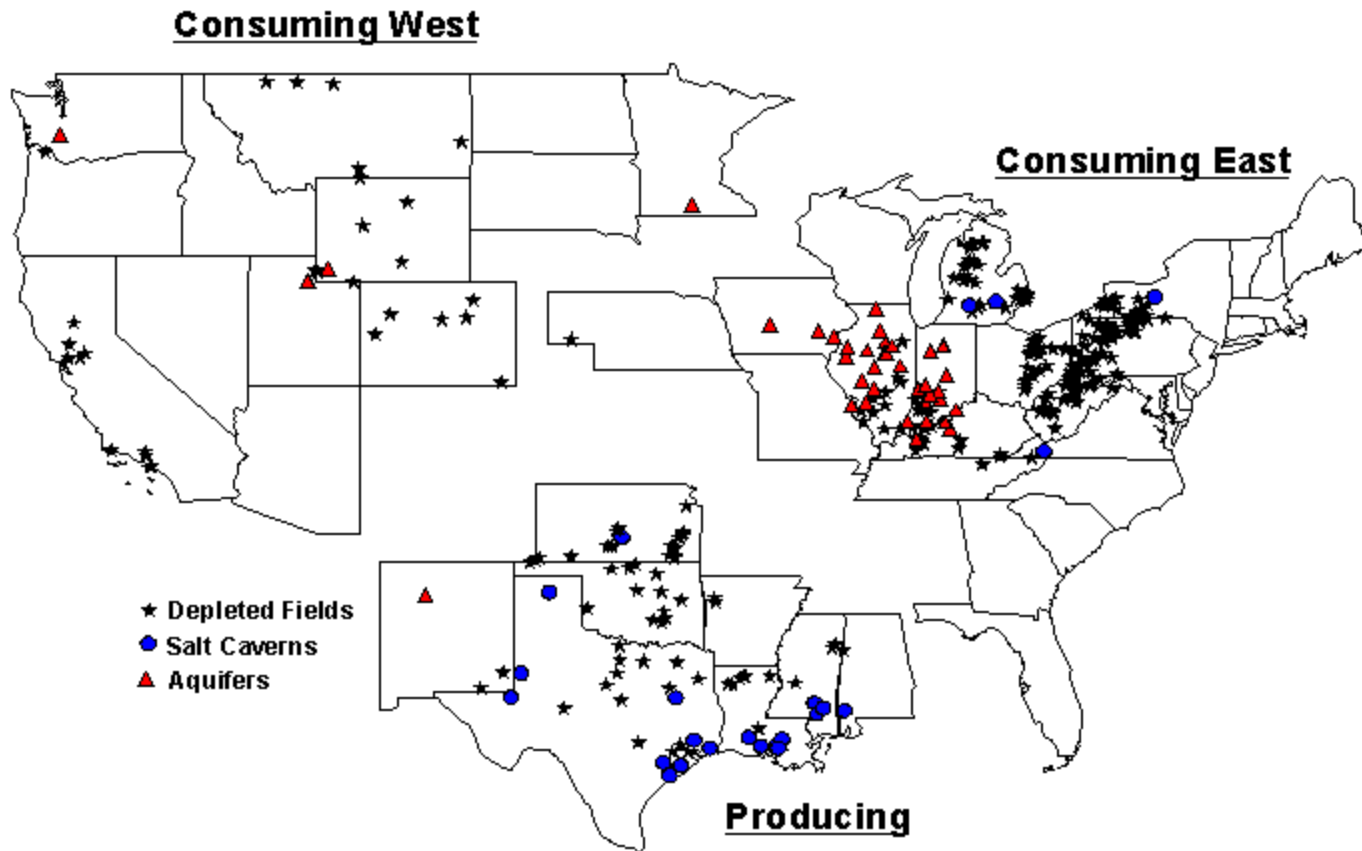 Consuming West
Consuming East
Depleted Fields
Salt Caverns
Aquifers
Producing